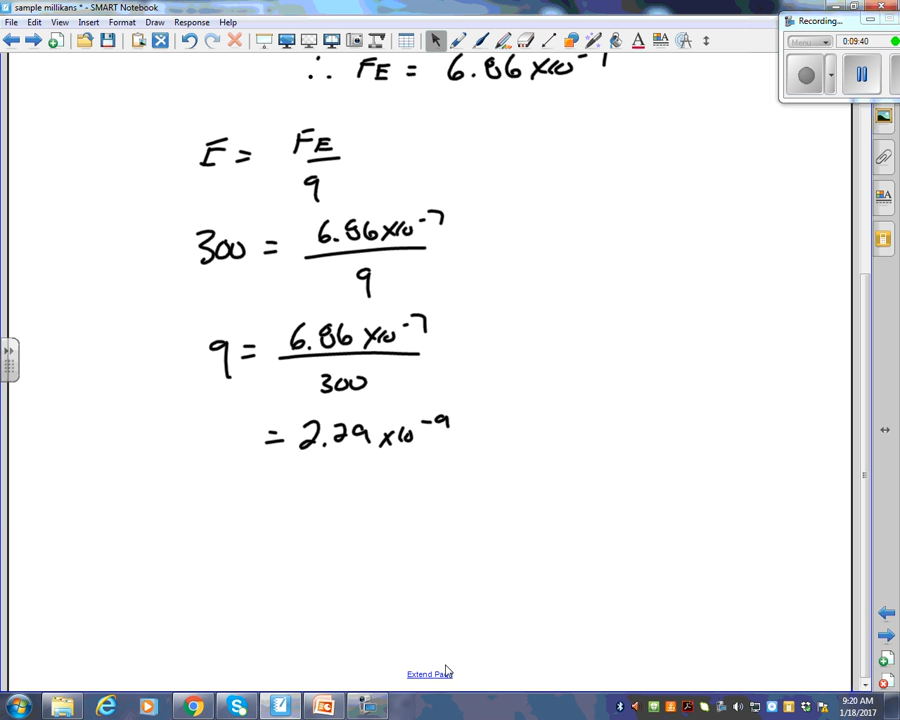 sample millikans * - SMART Notebook
File Edit View Insert Format Draw Response Help
Recording...
Menu
0:09:40
∴ FE = 6.86 x10⁻⁷
E = FE / q
300 = 6.86 x10⁻⁷ / q
q = 6.86 x10⁻⁷ / 300
= 2.29 x10⁻⁹
Extend Page
9:20 AM
1/18/2017